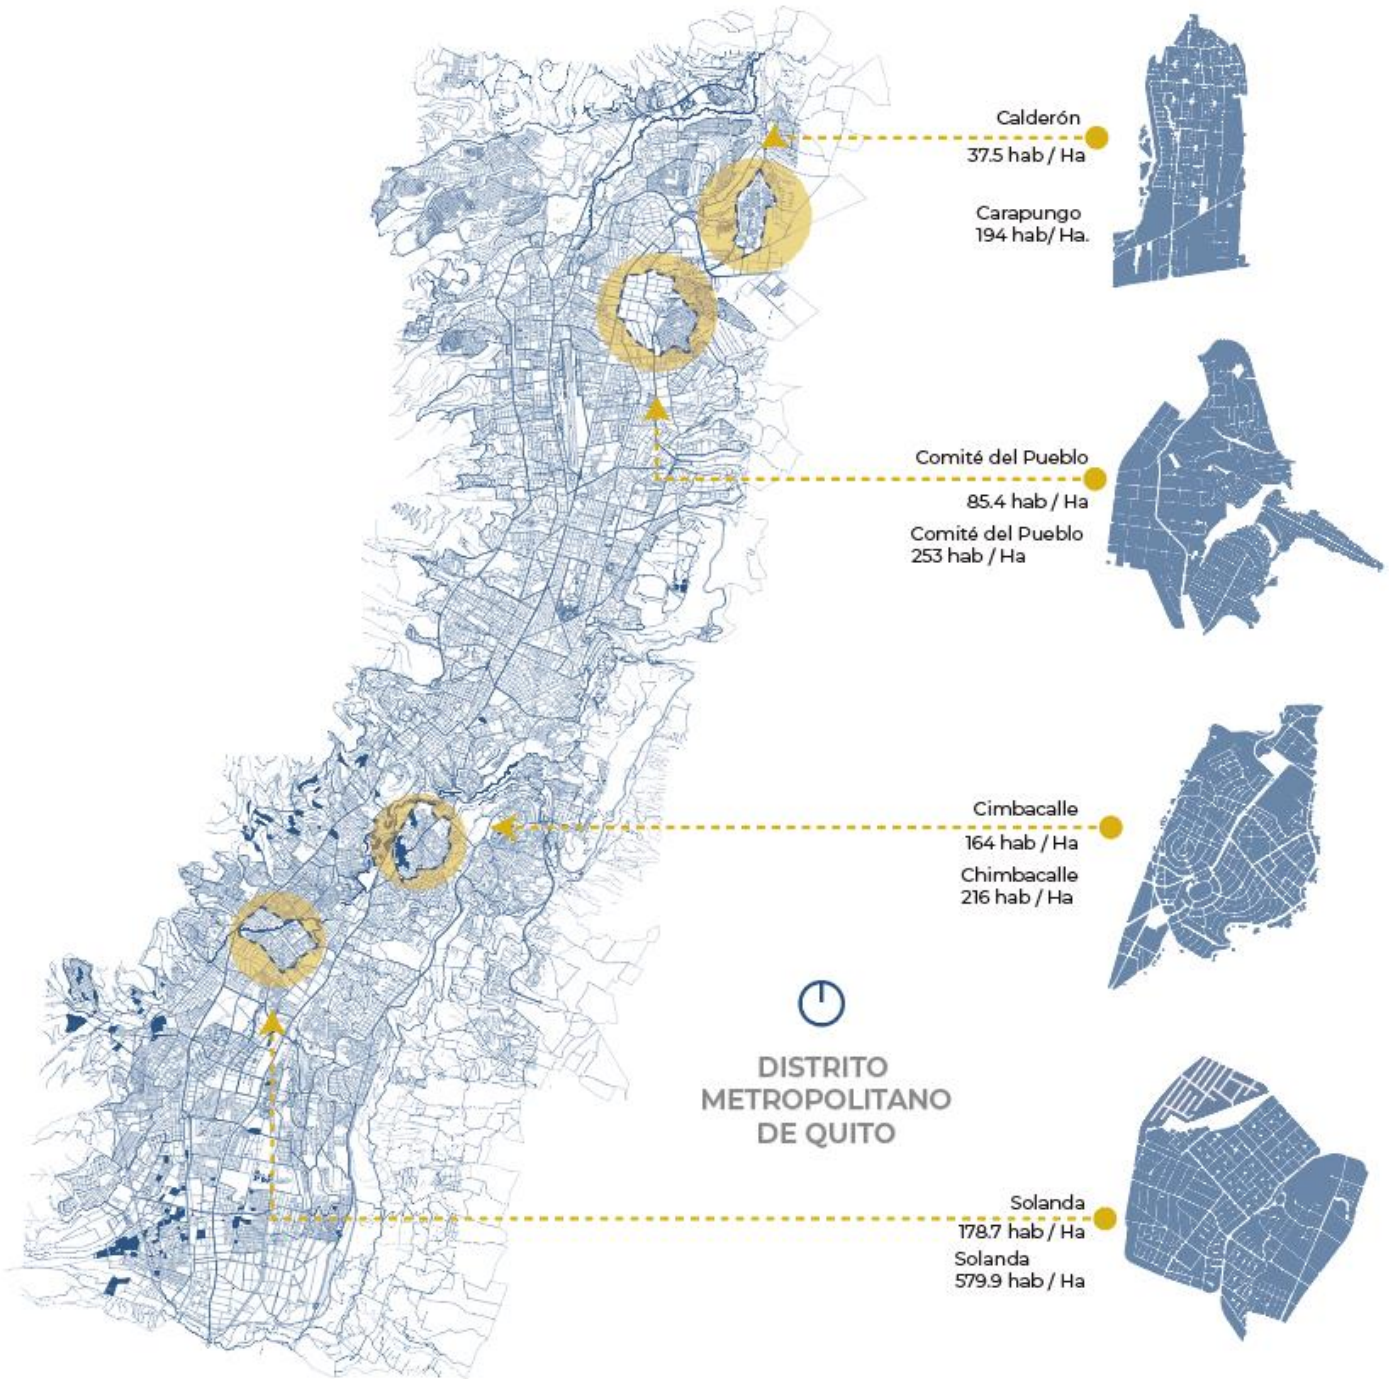 Calderón
37.5 hab / Ha
Carapungo
194 hab/ Ha.
Comité del Pueblo
85.4 hab / Ha
Comité del Pueblo
253 hab / Ha
Cimbacalle
164 hab / Ha
Chimbacalle
216 hab / Ha
DISTRITO
METROPOLITANO
DE QUITO
Solanda
178.7 hab / Ha
Solanda
579.9 hab / Ha